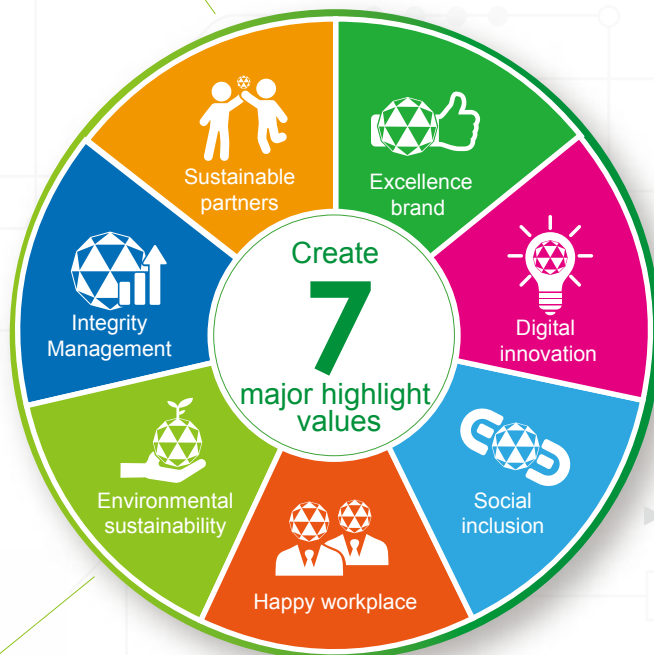 Create
7
major highlight
values
Excellence
brand
Digital
innovation
Social
inclusion
Happy workplace
Environmental
sustainability
Integrity
Management
Sustainable
partners